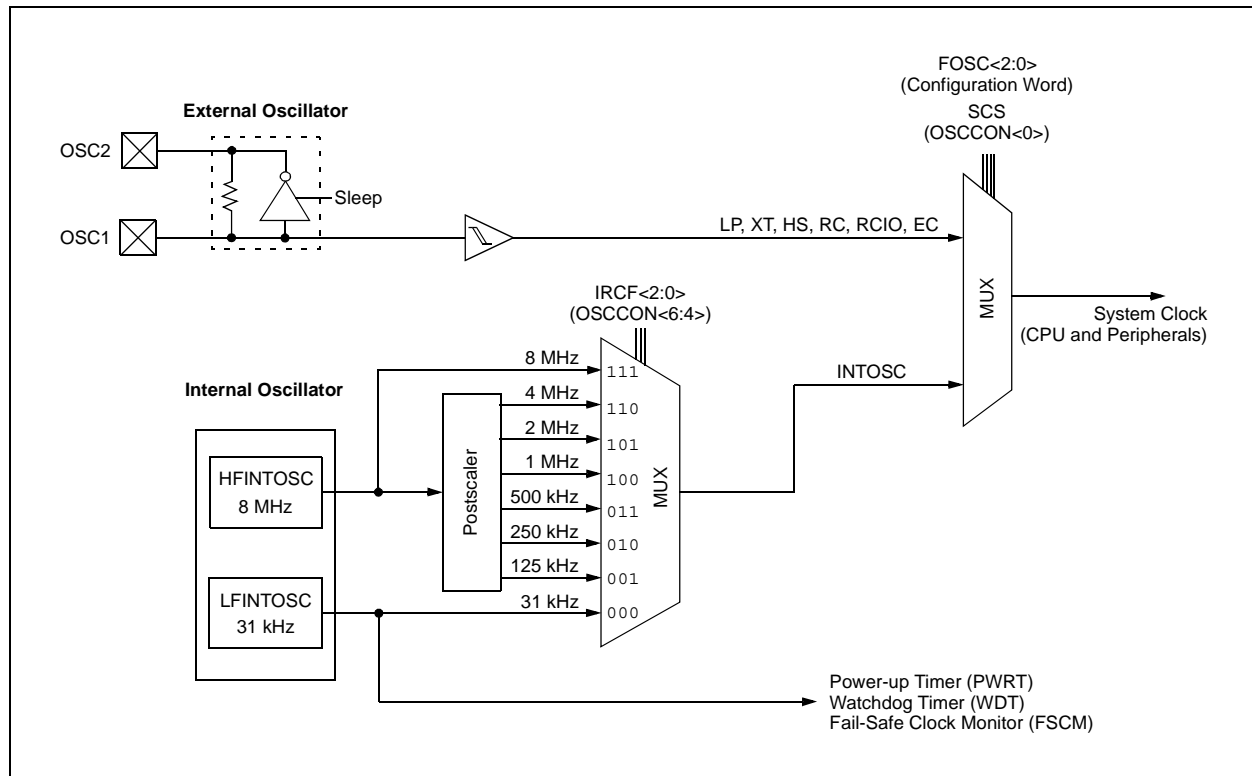 FOSC<2:0>
(Configuration Word)
SCS
(OSCCON<0>)
External Oscillator
OSC2
Sleep
OSC1
LP, XT, HS, RC, RCIO, EC
IRCF<2:0>
(OSCCON<6:4>)
MUX
System Clock
(CPU and Peripherals)
INTOSC
Internal Oscillator
HFINTOSC
8 MHz
LFINTOSC
31 kHz
Postscaler
8 MHz
4 MHz
2 MHz
1 MHz
500 kHz
250 kHz
125 kHz
31 kHz
111
110
101
100
011
010
001
000
MUX
Power-up Timer (PWRT)
Watchdog Timer (WDT)
Fail-Safe Clock Monitor (FSCM)